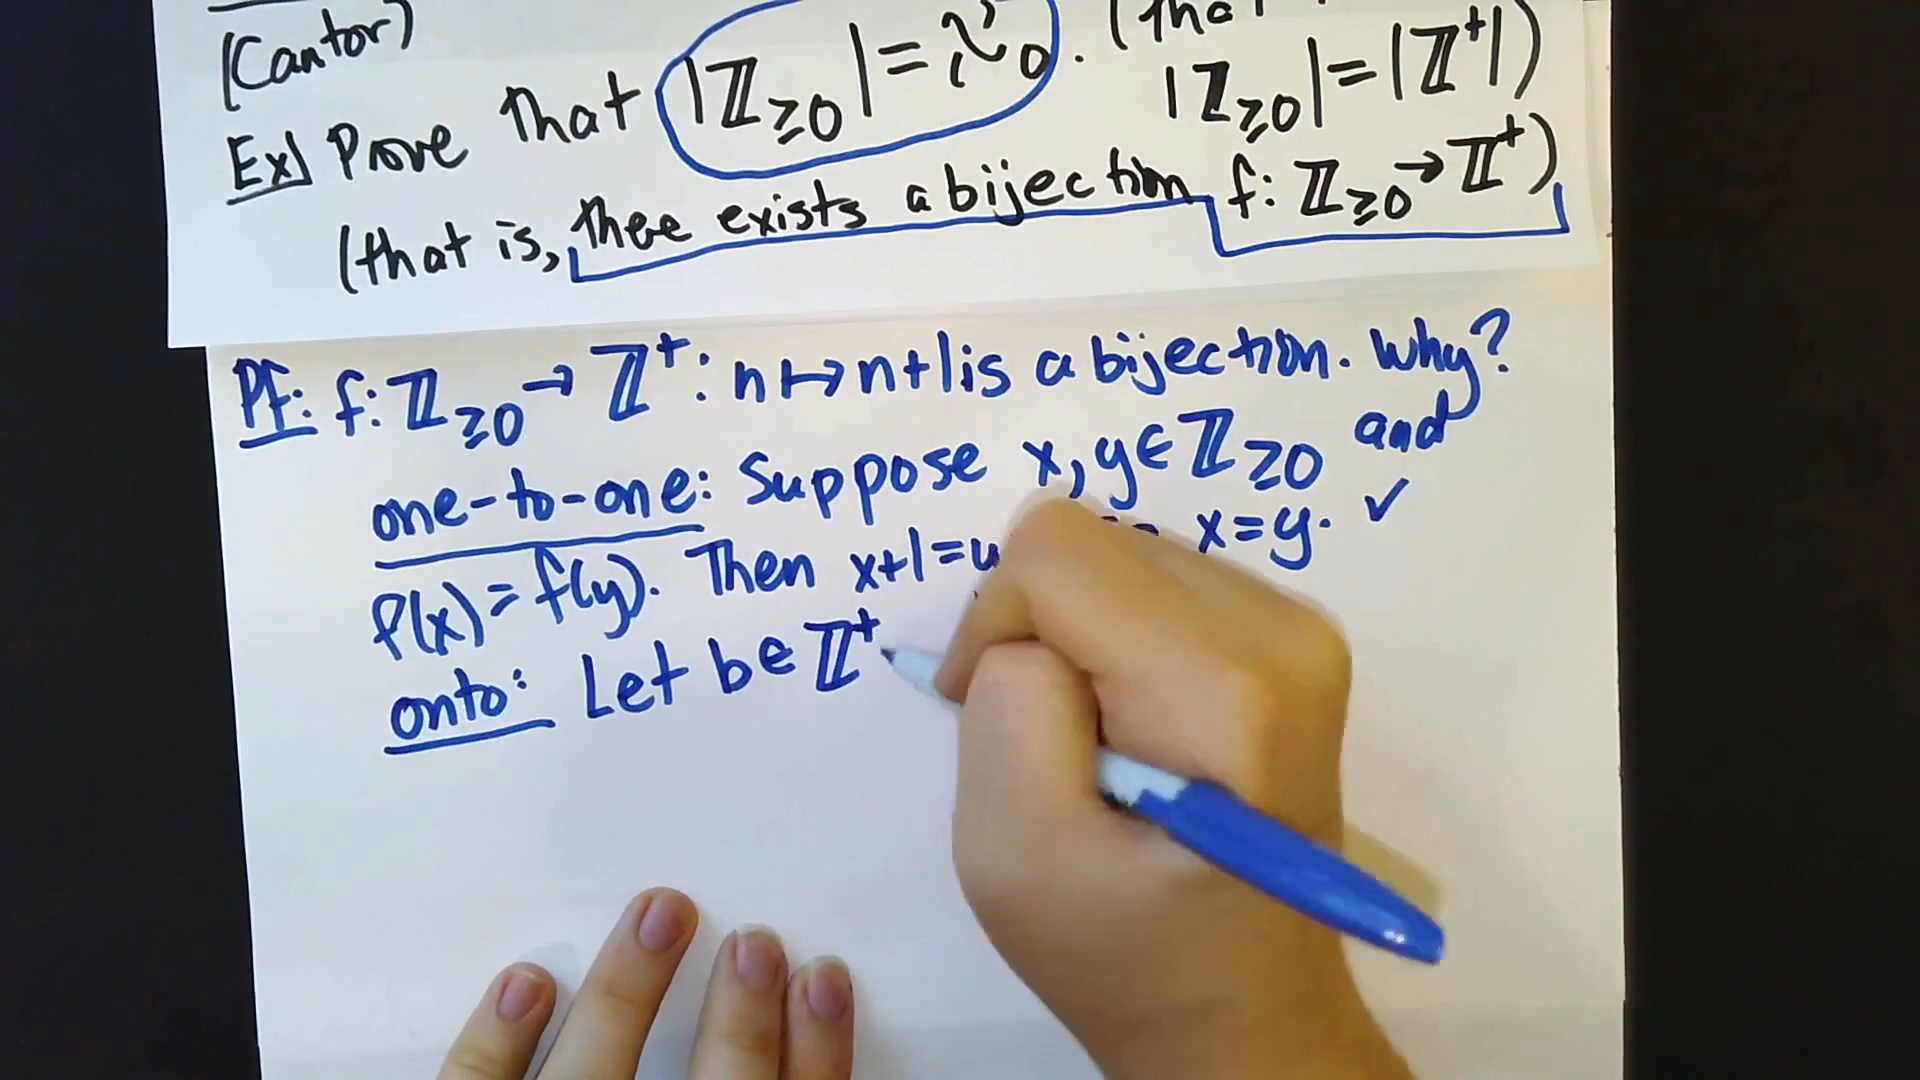 (Cantor)
Ex) Prove that |ℤ≥0| = ℵ0. (that
|ℤ≥0| = |ℤ⁺|)
(that is, there exists a bijection f: ℤ≥0 → ℤ⁺)
Pf: f: ℤ≥0 → ℤ⁺: n ↦ n+1 is a bijection. Why?
one-to-one: Suppose x, y ∈ ℤ≥0 and
f(x) = f(y). Then x+1 = x = y. ✓
onto: Let b ∈ ℤ⁺